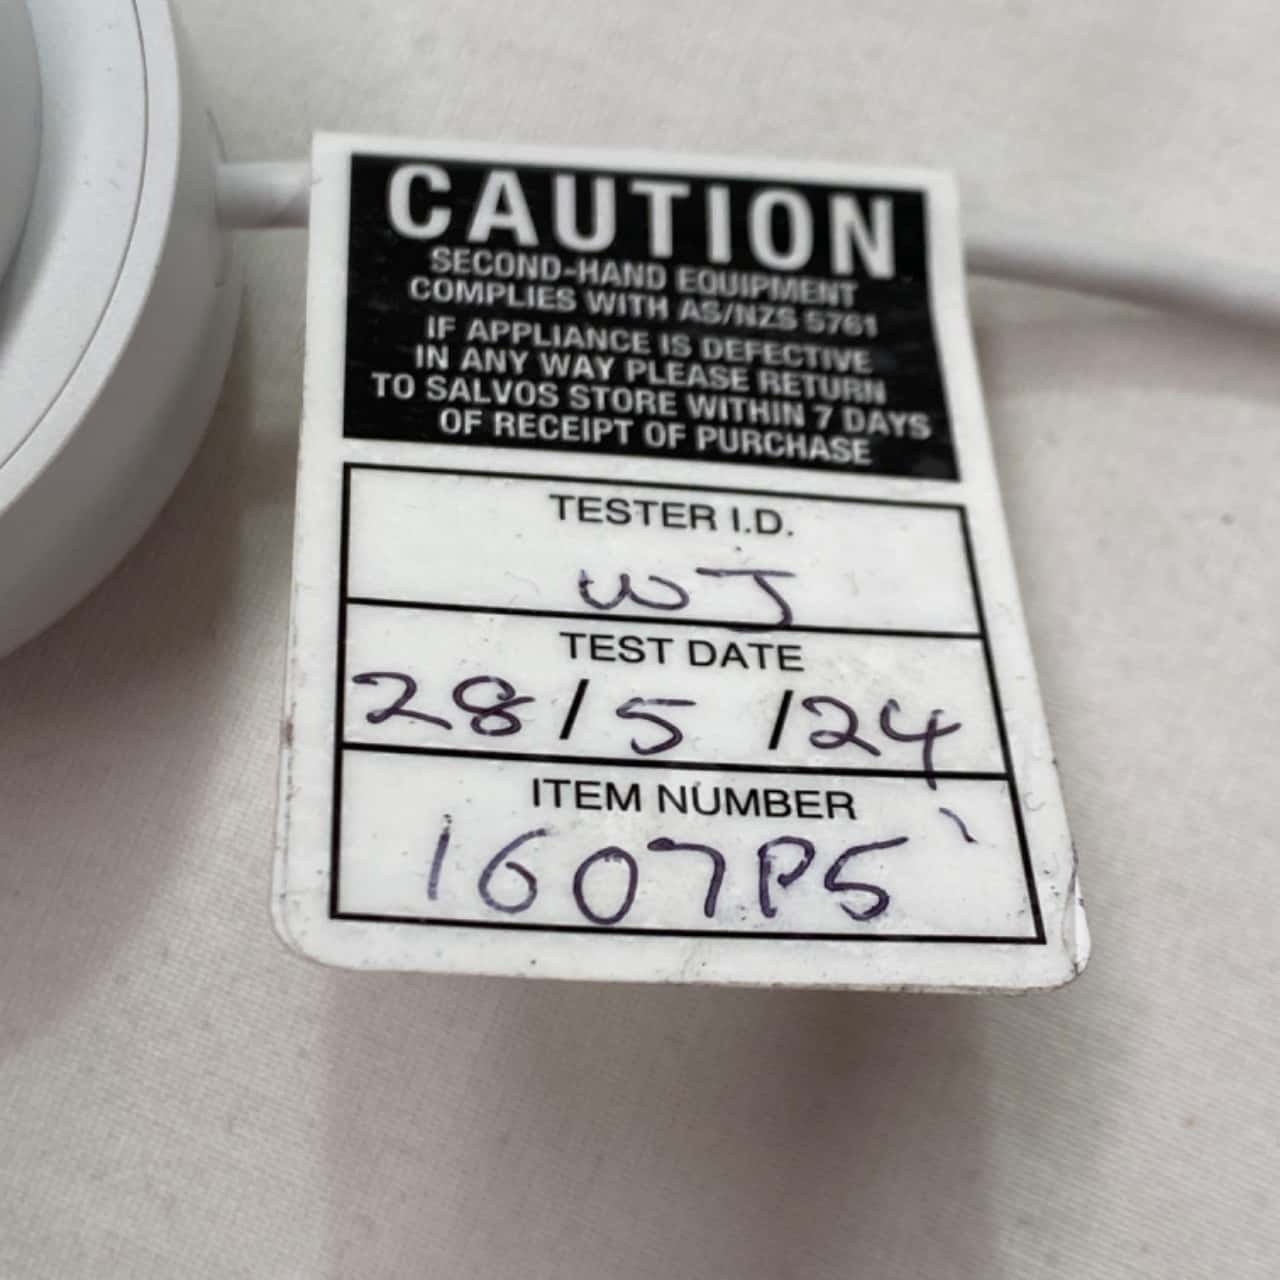 CAUTION
SECOND-HAND EQUIPMENT
COMPLIES WITH AS/NZS 5761
IF APPLIANCE IS DEFECTIVE
IN ANY WAY PLEASE RETURN
TO SALVOS STORE WITHIN 7 DAYS
OF RECEIPT OF PURCHASE
TESTER I.D.
WJ
TEST DATE
28/5/24
ITEM NUMBER
1607P5